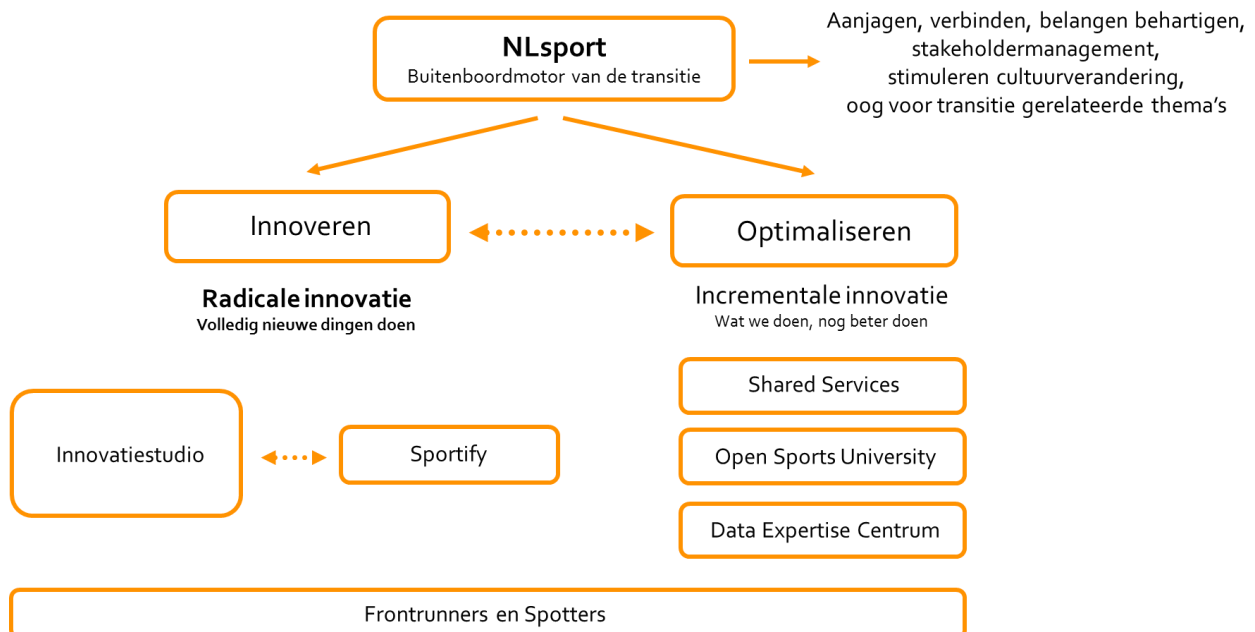 NLsport
Buitenboordmotor van de transitie
Aanjagen, verbinden, belangen behartigen,
stakeholdermanagement,
stimuleren cultuurverandering,
oog voor transitie gerelateerde thema's
Innoveren
Optimaliseren
Radicale innovatie
Volledig nieuwe dingen doen
Incrementale innovatie
Wat we doen, nog beter doen
Shared Services
Innovatiestudio
Sportify
Open Sports University
Data Expertise Centrum
Frontrunners en Spotters